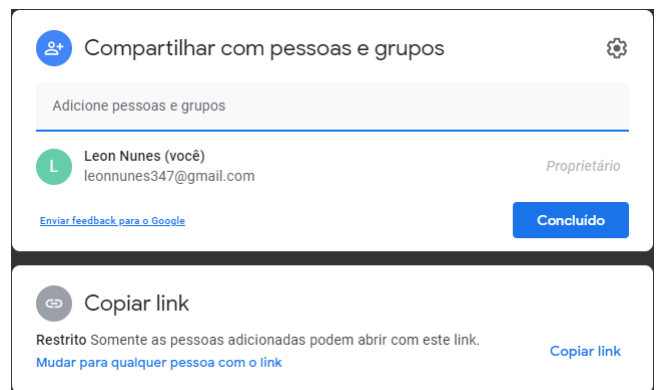 Compartilhar com pessoas e grupos
Adicione pessoas e grupos
L
Leon Nunes (você)
leonnunes347@gmail.com
Proprietário
Enviar feedback para o Google
Concluído
Copiar link
Restrito Somente as pessoas adicionadas podem abrir com este link.
Mudar para qualquer pessoa com o link
Copiar link